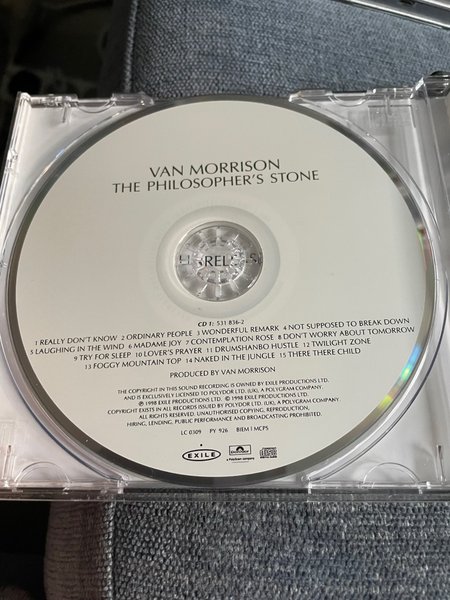 VAN MORRISON
THE PHILOSOPHER'S STONE
CD 1: 531 836-2
1 REALLY DON'T KNOW 2 ORDINARY PEOPLE 3 WONDERFUL REMARK 4 NOT SUPPOSED TO BREAK DOWN
5 LAUGHING IN THE WIND 6 MADAME JOY 7 CONTEMPLATION ROSE 8 DON'T WORRY ABOUT TOMORROW
9 TRY FOR SLEEP 10 LOVER'S PRAYER 11 DRUMSHANBO HUSTLE 12 TWILIGHT ZONE
13 FOGGY MOUNTAIN TOP 14 NAKED IN THE JUNGLE 15 THERE THERE CHILD
PRODUCED BY VAN MORRISON
THE COPYRIGHT IN THIS SOUND RECORDING IS OWNED BY EXILE PRODUCTIONS LTD.
AND IS EXCLUSIVELY LICENSED TO POLYDOR LTD. (UK), A POLYGRAM COMPANY.
℗ 1998 EXILE PRODUCTIONS LTD. © 1998 EXILE PRODUCTIONS LTD.
COPYRIGHT EXISTS IN ALL RECORDS ISSUED BY POLYDOR LTD. (UK), A POLYGRAM COMPANY.
ALL RIGHTS RESERVED. UNAUTHORISED COPYING, REPRODUCTION,
HIRING, LENDING, PUBLIC PERFORMANCE AND BROADCASTING PROHIBITED.
LC 0309 PY 926 BIEM | MCPS
EXILE